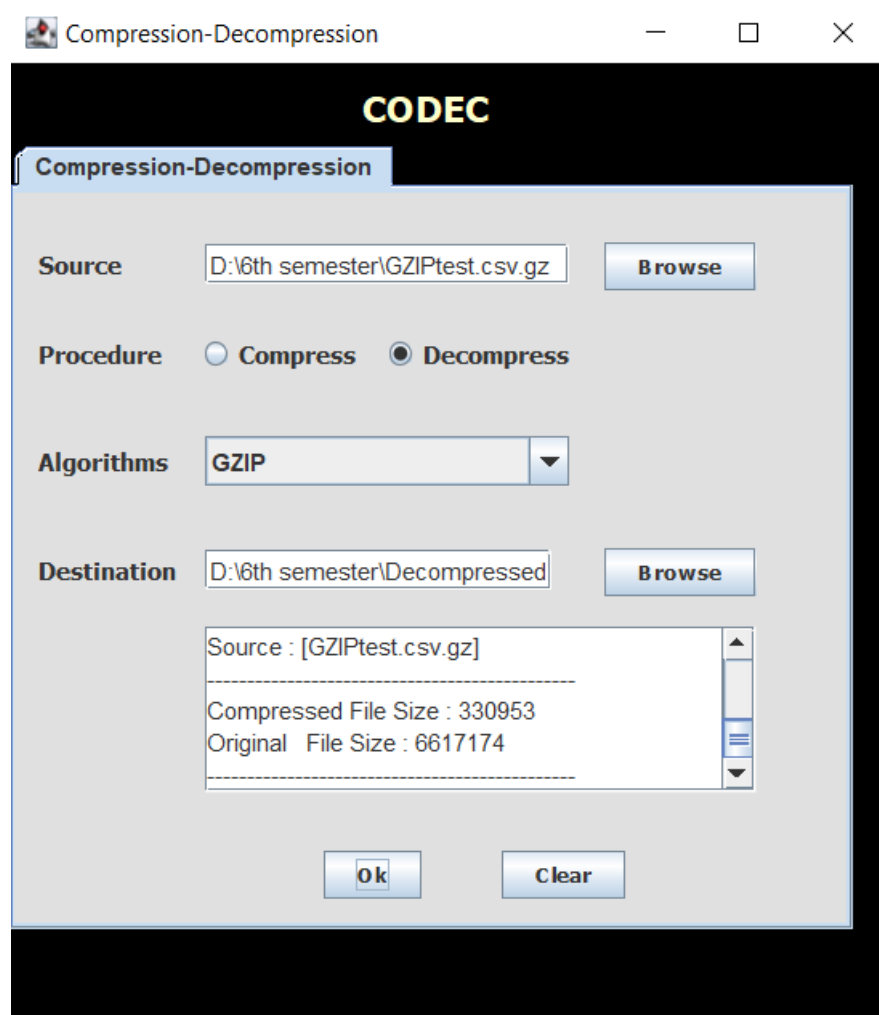 Compression-Decompression
CODEC
Compression-Decompression
Source D:\6th semester\GZIPtest.csv.gz Browse
Procedure Compress Decompress
Algorithms GZIP
Destination D:\6th semester\Decompressed Browse
Source : [GZIPtest.csv.gz]
----------------------------------------------
Compressed File Size : 330953
Original   File Size : 6617174
----------------------------------------------
Ok Clear